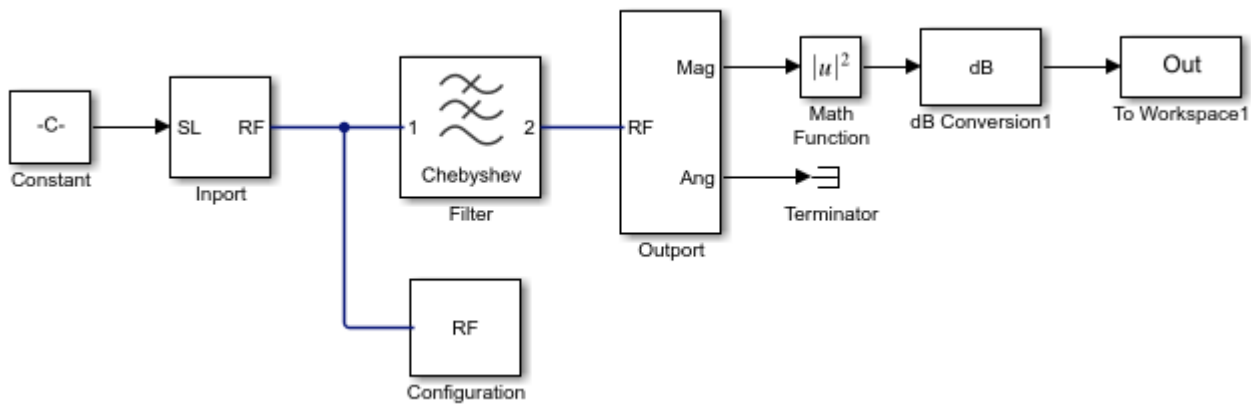 -C-
Constant
SL RF
Inport
1 2
Chebyshev
Filter
RF
Configuration
Mag
RF
Ang
Outport
|u|²
Math
Function
dB
dB Conversion1
Out
To Workspace1
Terminator